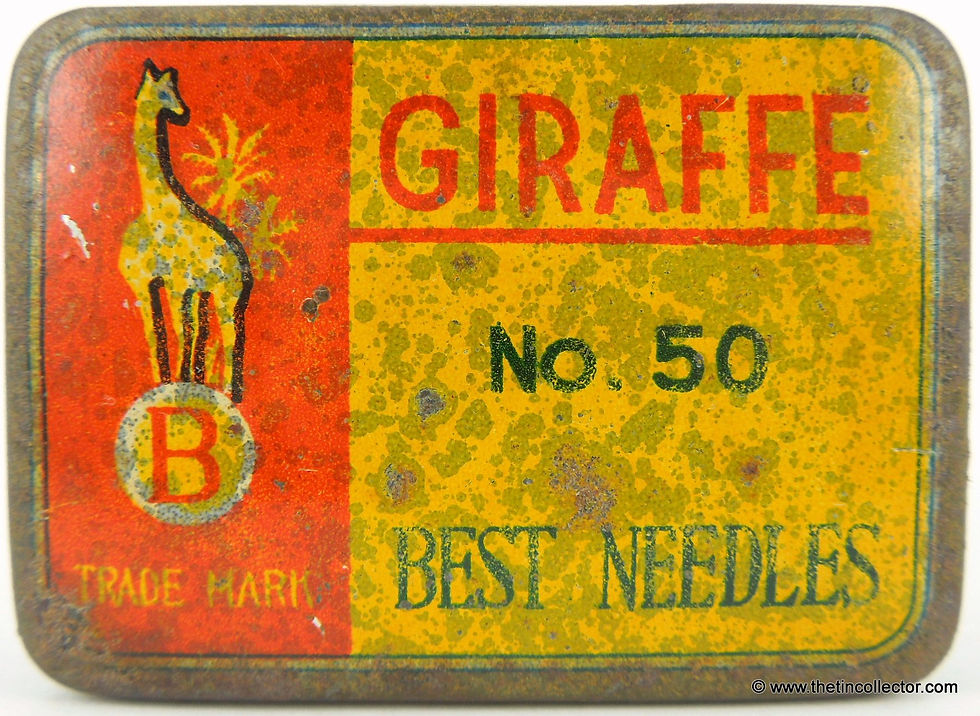 GIRAFFE
No. 50
B
TRADE MARK
BEST NEEDLES
© www.thetincollector.com